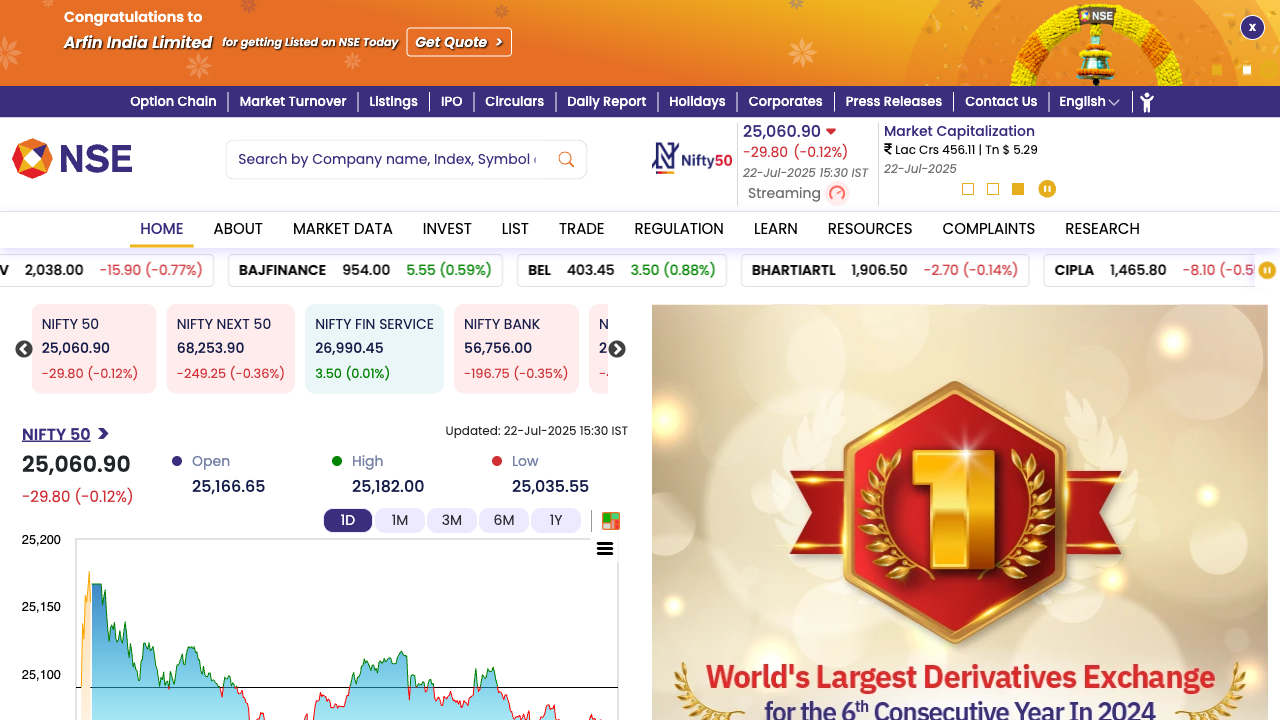 Congratulations to
Arfin India Limited for getting Listed on NSE Today Get Quote >
NSE
x
Option Chain Market Turnover Listings IPO Circulars Daily Report Holidays Corporates Press Releases Contact Us English
NSE
Search by Company name, Index, Symbol
Nifty50
25,060.90
-29.80 (-0.12%)
22-Jul-2025 15:30 IST
Streaming
Market Capitalization
₹ Lac Crs 456.11 | Tn $ 5.29
22-Jul-2025
HOME ABOUT MARKET DATA INVEST LIST TRADE REGULATION LEARN RESOURCES COMPLAINTS RESEARCH
V 2,038.00 -15.90 (-0.77%) BAJFINANCE 954.00 5.55 (0.59%) BEL 403.45 3.50 (0.88%) BHARTIARTL 1,906.50 -2.70 (-0.14%) CIPLA 1,465.80 -8.10 (-0.5
NIFTY 50
25,060.90
-29.80 (-0.12%)
NIFTY NEXT 50
68,253.90
-249.25 (-0.36%)
NIFTY FIN SERVICE
26,990.45
3.50 (0.01%)
NIFTY BANK
56,756.00
-196.75 (-0.35%)
N
2
-
NIFTY 50
Updated: 22-Jul-2025 15:30 IST
25,060.90
-29.80 (-0.12%)
Open
25,166.65
High
25,182.00
Low
25,035.55
1D 1M 3M 6M 1Y
25,200
25,150
25,100
1
World's Largest Derivatives Exchange
for the 6th Consecutive Year In 2024